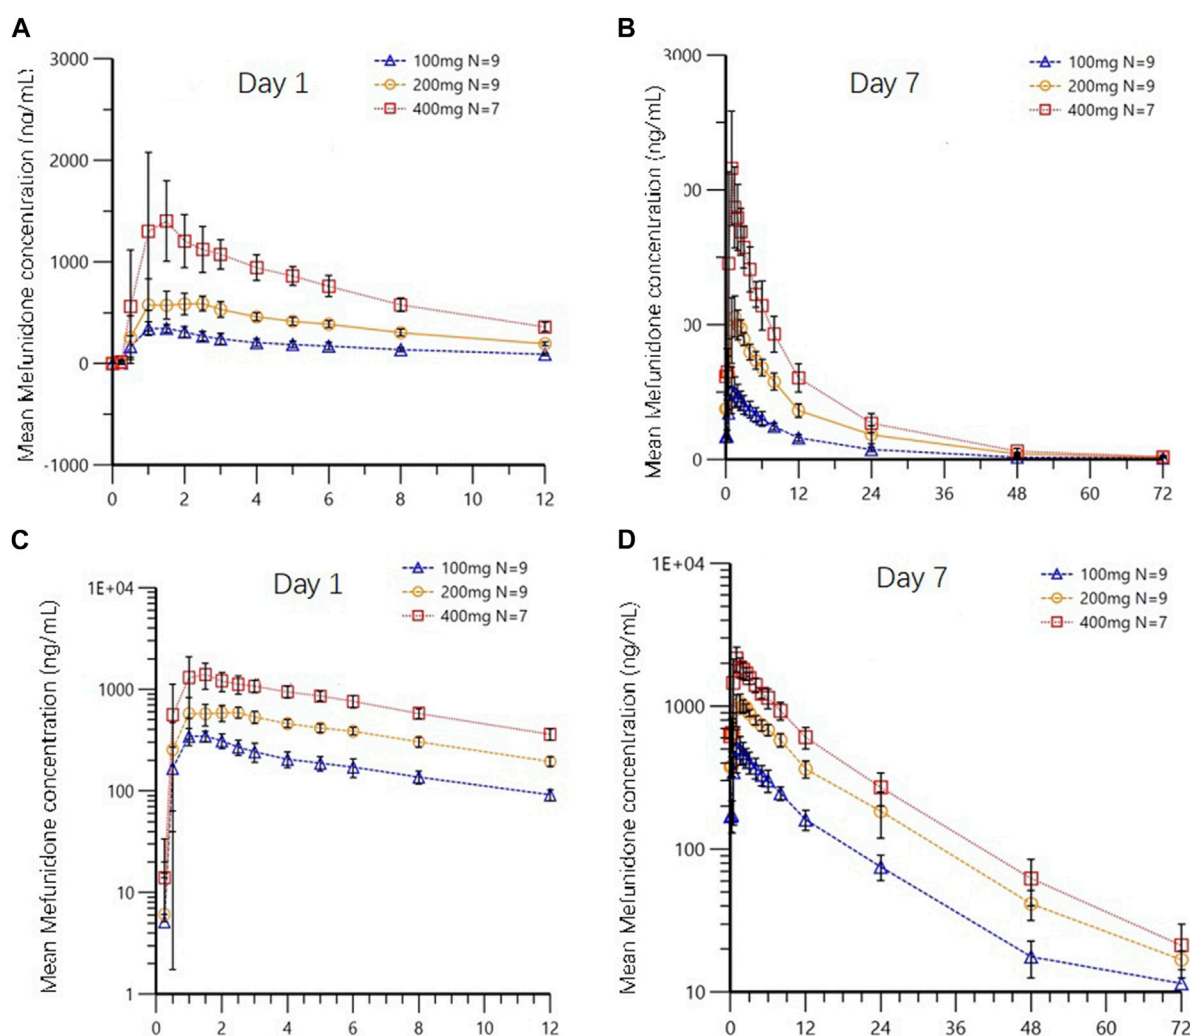 A
Day 1
100mg N=9
200mg N=9
400mg N=7
3000
2000
1000
0
-1000
0 2 4 6 8 10 12
B
Day 7
100mg N=9
200mg N=9
400mg N=7
Mean Mefunidone concentration (ng/mL)
3000
00
00
0
0 12 24 36 48 60 72
C
Day 1
100mg N=9
200mg N=9
400mg N=7
Mean Mefunidone concentration (ng/mL)
1E+04
1000
100
10
1
0 2 4 6 8 10 12
D
Day 7
100mg N=9
200mg N=9
400mg N=7
Mean Mefunidone concentration (ng/mL)
1E+04
1000
100
10
0 12 24 36 48 60 72
Mean Mefunidone concentration (ng/mL)